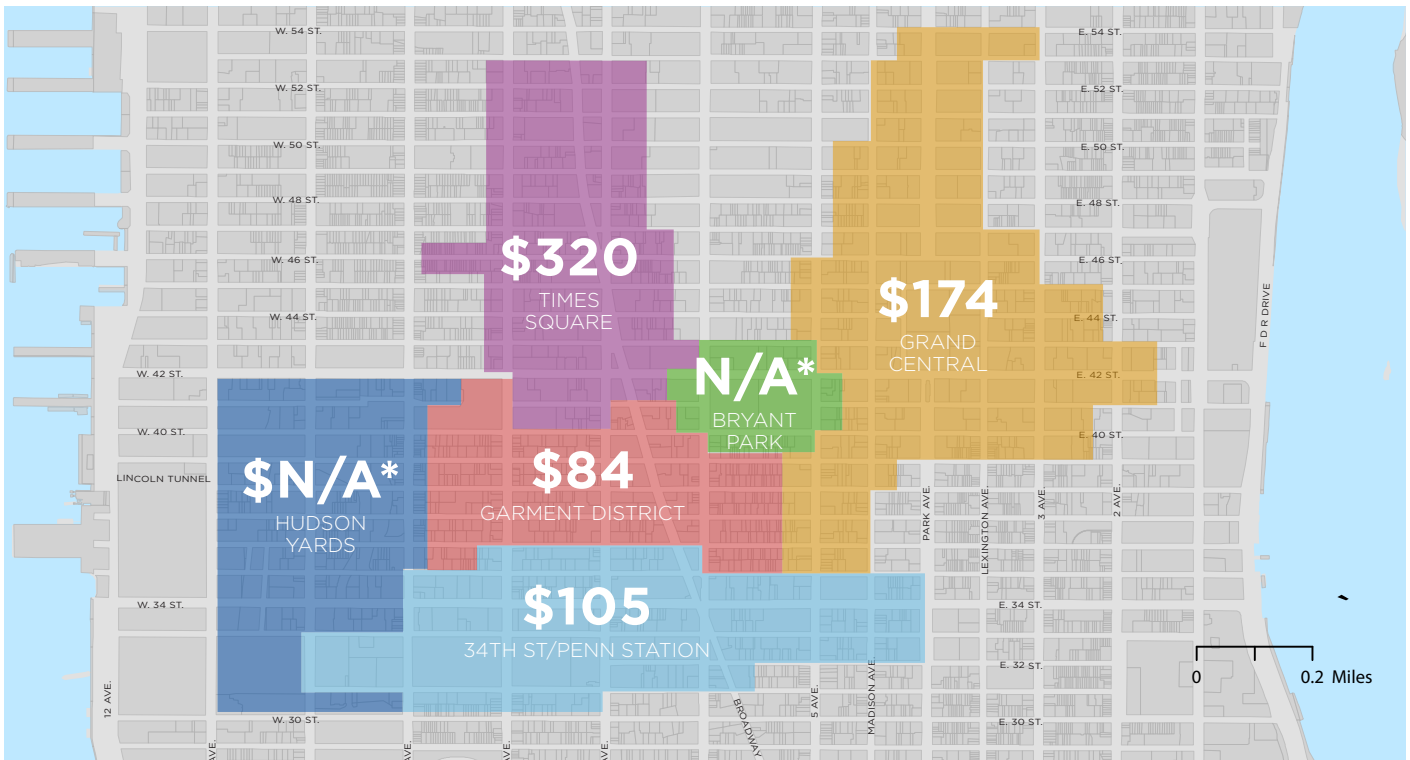 W. 54 ST.
E. 54 ST.
W. 52 ST.
E. 52 ST.
W. 50 ST.
E. 50 ST.
W. 48 ST.
E. 48 ST.
W. 46 ST.
E. 46 ST.
$320
TIMES
SQUARE
$174
GRAND
CENTRAL
W. 44 ST.
E. 44 ST.
F D R DRIVE
W. 42 ST.
E. 42 ST.
N/A*
BRYANT
PARK
W. 40 ST.
E. 40 ST.
LINCOLN TUNNEL
$N/A*
HUDSON
YARDS
$84
GARMENT DISTRICT
PARK AVE.
LEXINGTON AVE.
3 AVE.
2 AVE.
W. 34 ST.
E. 34 ST.
$105
34TH ST/PENN STATION
E. 32 ST.
0
0.2 Miles
12 AVE.
5 AVE.
MADISON AVE.
BROADWAY
W. 30 ST.
E. 30 ST.
AVE.
AVE.
AVE.
AVE.